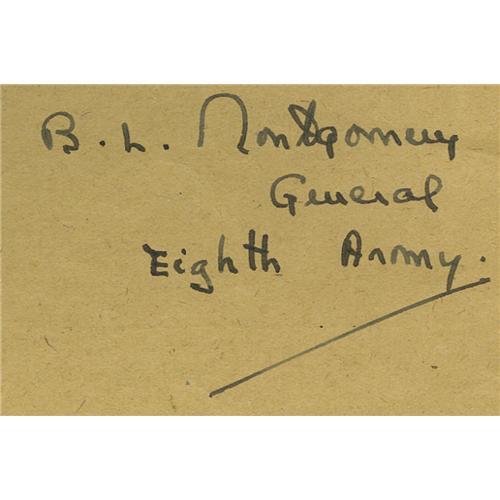 B. L. Montgomery
General
Eighth Army.